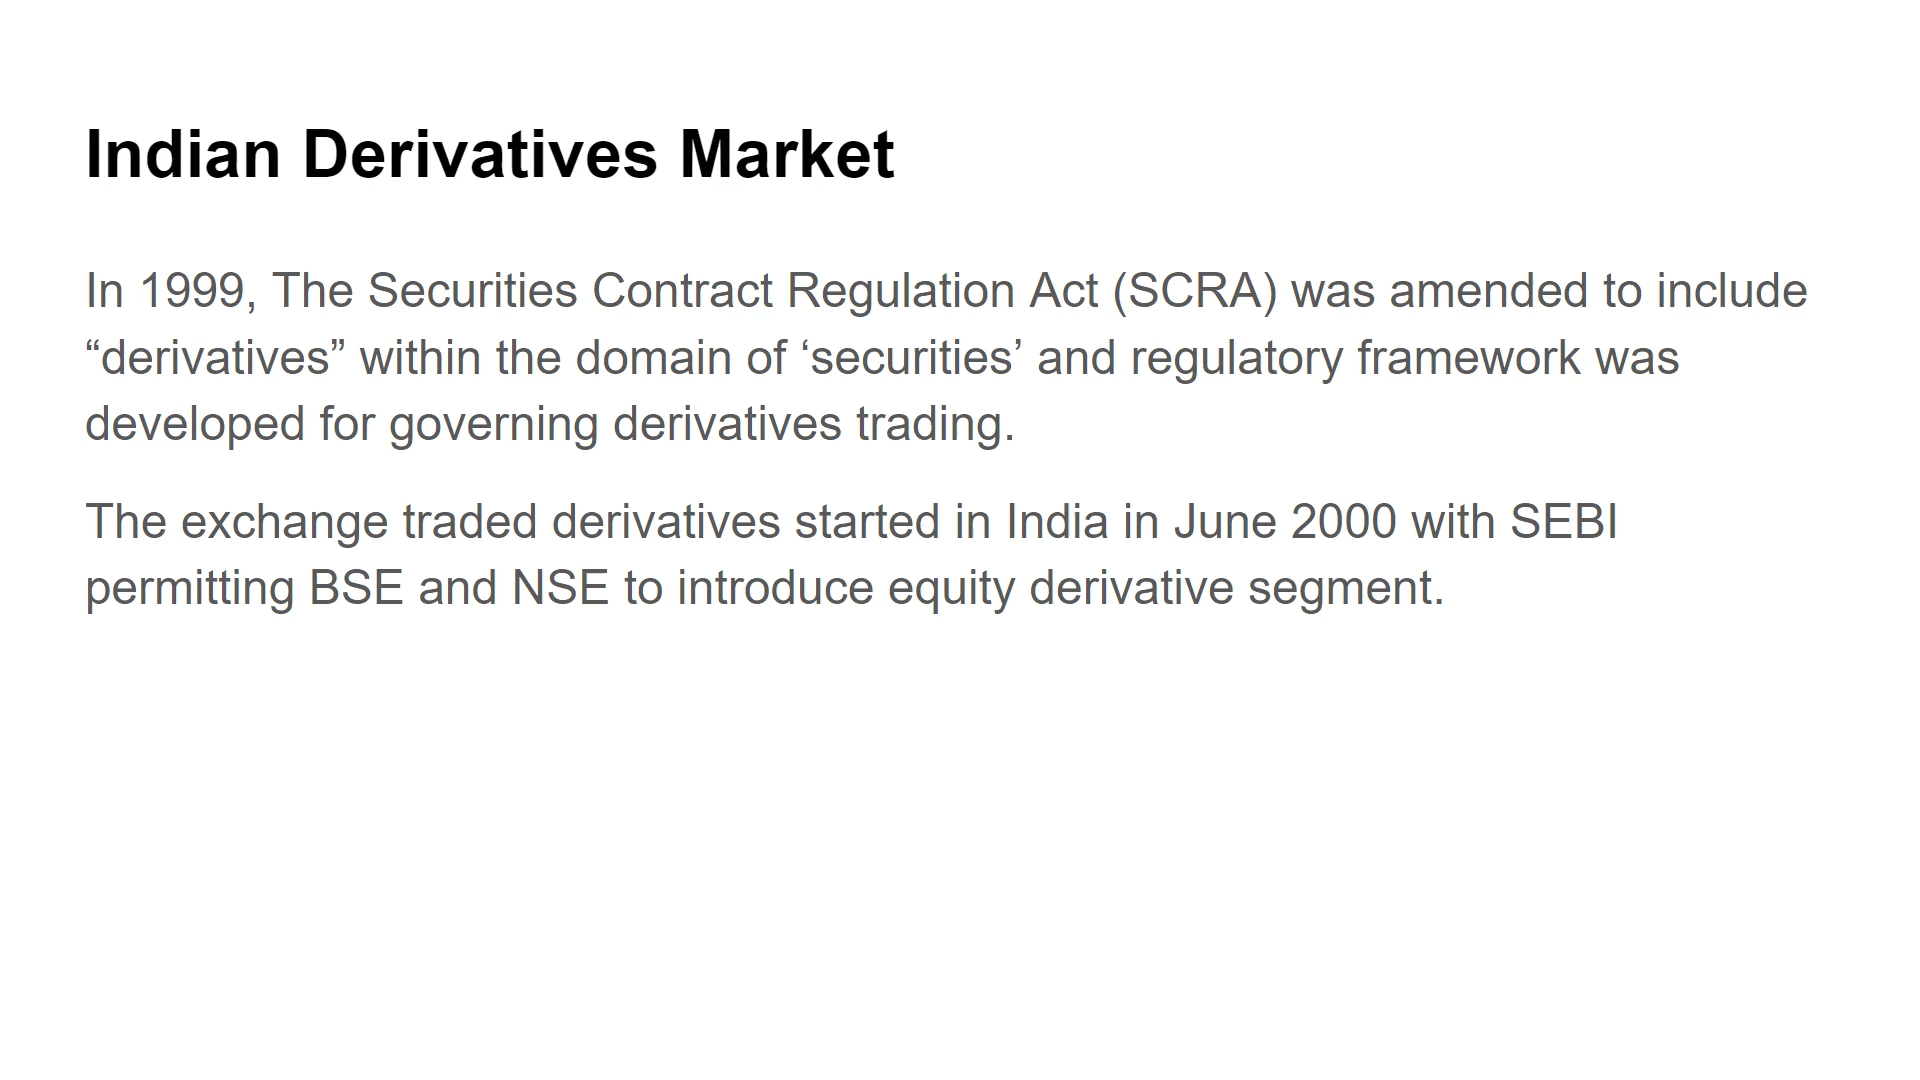 Indian Derivatives Market
In 1999, The Securities Contract Regulation Act (SCRA) was amended to include
“derivatives” within the domain of ‘securities’ and regulatory framework was
developed for governing derivatives trading.
The exchange traded derivatives started in India in June 2000 with SEBI
permitting BSE and NSE to introduce equity derivative segment.